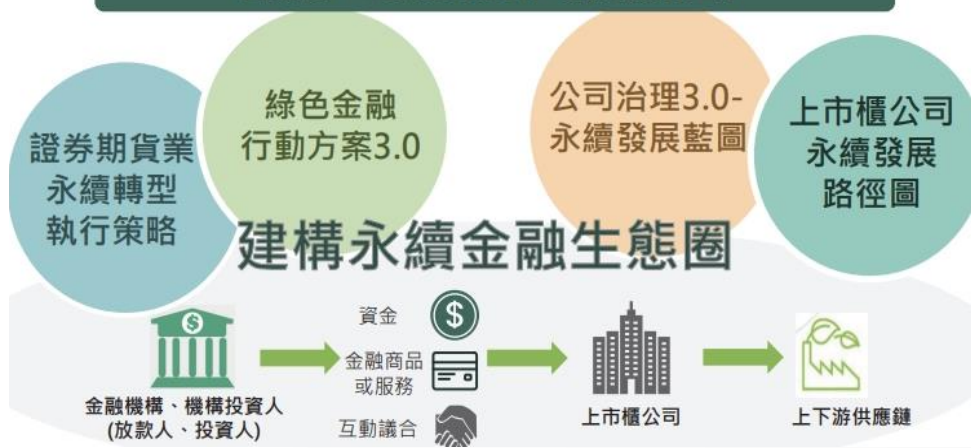 證券期貨業
永續轉型
執行策略
綠色金融
行動方案3.0
公司治理3.0-
永續發展藍圖
上市櫃公司
永續發展
路徑圖
建構永續金融生態圈
$
金融機構、機構投資人
(放款人、投資人)
資金
$
金融商品
或服務
互動議合
上市櫃公司
上下游供應鏈